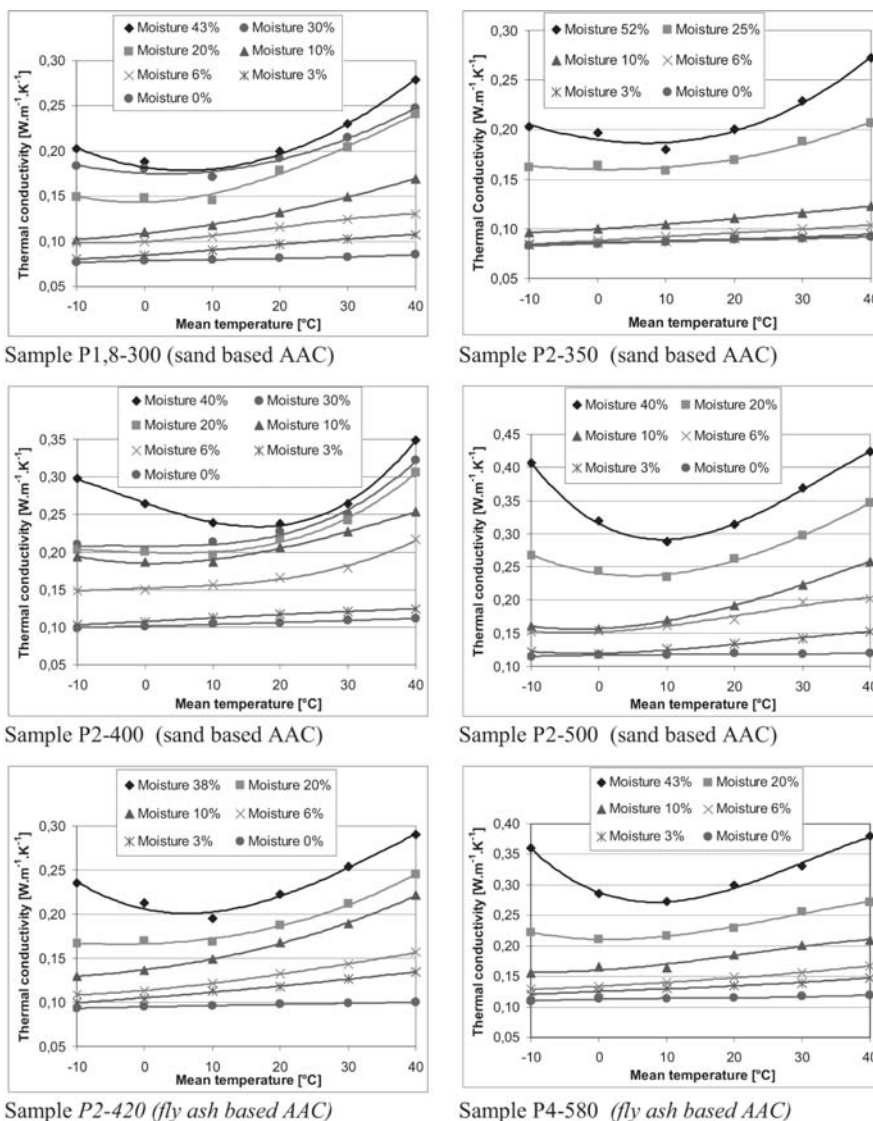 Moisture 43% Moisture 30%
Moisture 20% Moisture 10%
Moisture 6% Moisture 3%
Moisture 0%
Thermal conductivity [W.m-1.K-1]
0,30
0,25
0,20
0,15
0,10
0,05
-10 0 10 20 30 40
Mean temperature [°C]
Sample P1,8-300 (sand based AAC)
Moisture 52% Moisture 25%
Moisture 10% Moisture 6%
Moisture 3% Moisture 0%
Thermal Conductivity [W.m-1.K-1]
0,30
0,25
0,20
0,15
0,10
0,05
-10 0 10 20 30 40
Mean temperature [°C]
Sample P2-350 (sand based AAC)
Moisture 40% Moisture 30%
Moisture 20% Moisture 10%
Moisture 6% Moisture 3%
Moisture 0%
Thermal conductivity [W.m-1.K-1]
0,35
0,30
0,25
0,20
0,15
0,10
0,05
-10 0 10 20 30 40
Mean temperature [°C]
Sample P2-400 (sand based AAC)
Moisture 40% Moisture 20%
Moisture 10% Moisture 6%
Moisture 3% Moisture 0%
Thermal conductivity [W.m-1.K-1]
0,45
0,40
0,35
0,30
0,25
0,20
0,15
0,10
-10 0 10 20 30 40
Mean temperature [°C]
Sample P2-500 (sand based AAC)
Moisture 38% Moisture 20%
Moisture 10% Moisture 6%
Moisture 3% Moisture 0%
Thermal conductivity [W.m-1.K-1]
0,30
0,25
0,20
0,15
0,10
0,05
-10 0 10 20 30 40
Mean temperature [°C]
Sample P2-420 (fly ash based AAC)
Moisture 43% Moisture 20%
Moisture 10% Moisture 6%
Moisture 3% Moisture 0%
Thermal conductivity [W.m-1.K-1]
0,40
0,35
0,30
0,25
0,20
0,15
0,10
0,05
-10 0 10 20 30 40
Mean temperature [°C]
Sample P4-580 (fly ash based AAC)